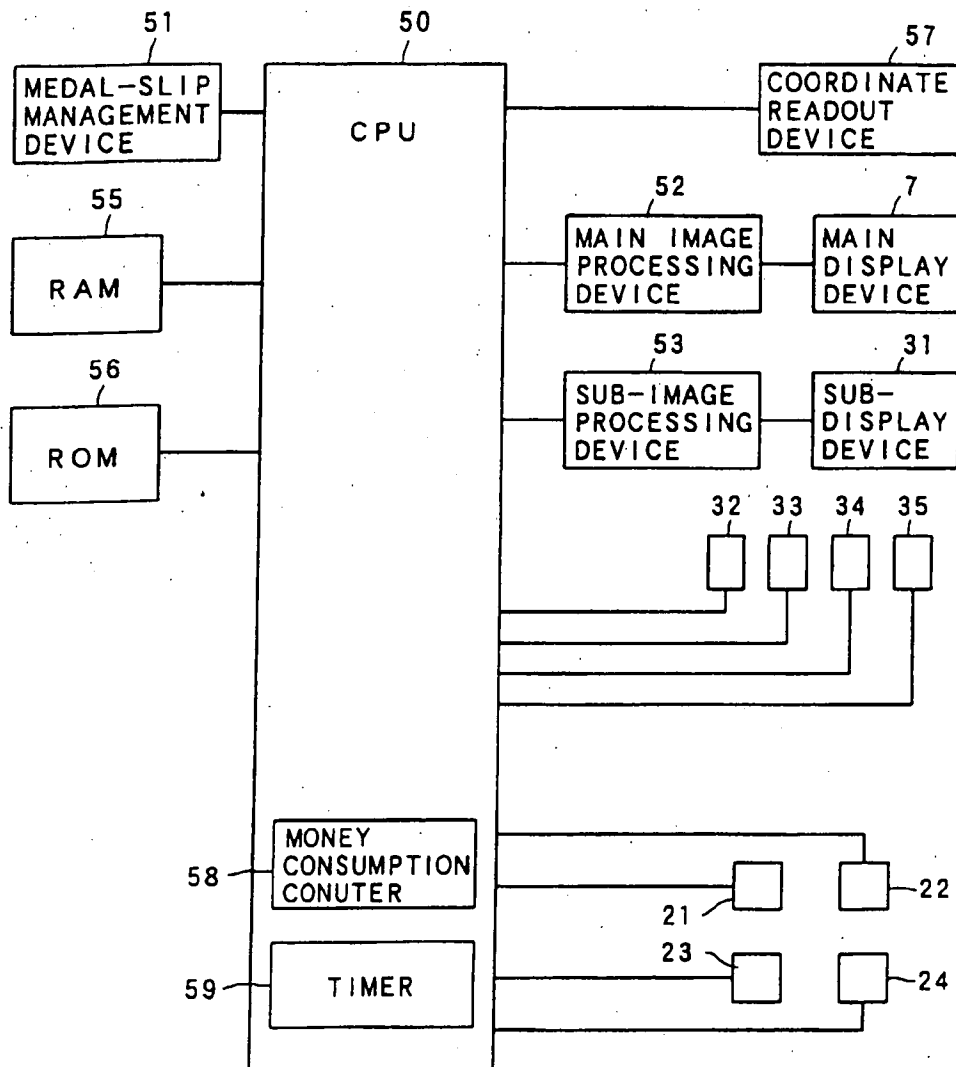 51
50
57
MEDAL-SLIP
MANAGEMENT
DEVICE
CPU
COORDINATE
READOUT
DEVICE
55
RAM
52
7
MAIN IMAGE
PROCESSING
DEVICE
MAIN
DISPLAY
DEVICE
56
ROM
53
31
SUB-IMAGE
PROCESSING
DEVICE
SUB-
DISPLAY
DEVICE
32 33 34 35
58
MONEY
CONSUMPTION
CONUTER
21
22
59
TIMER
23
24